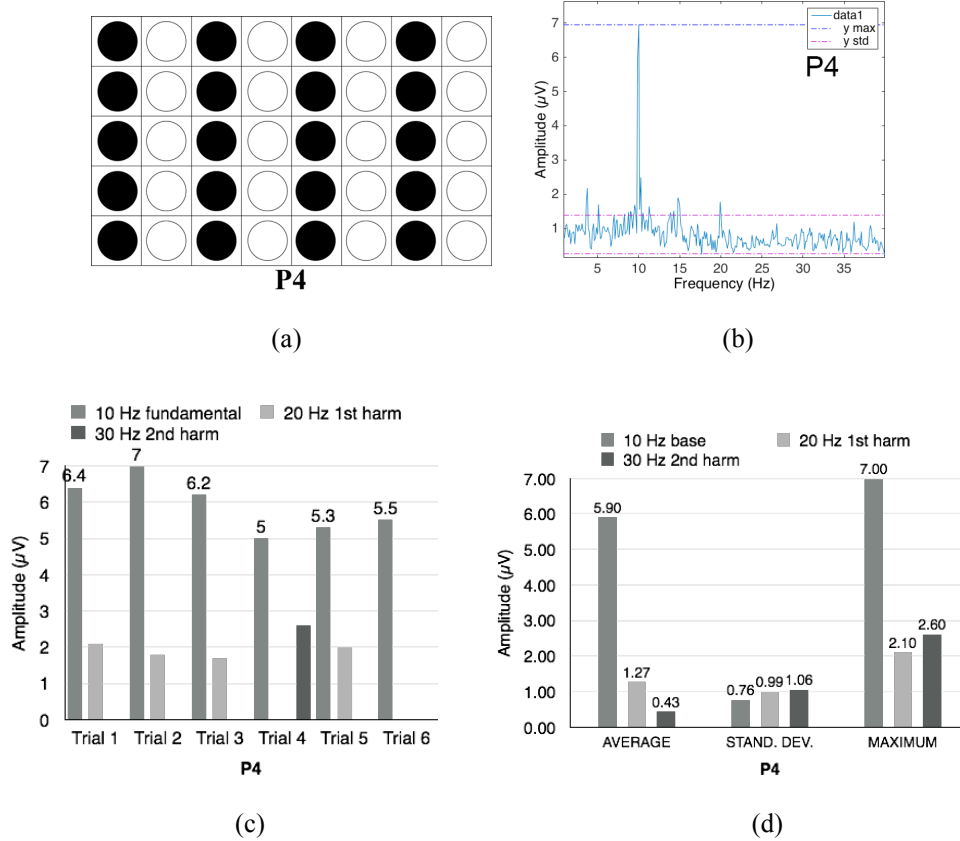 P4
(a)
7
6
5
4
3
2
1
Amplitude (µV)
5 10 15 20 25 30 35
Frequency (Hz)
data1
y max
y std
P4
(b)
10 Hz fundamental
20 Hz 1st harm
30 Hz 2nd harm
7
6
5
4
3
2
1
0
Amplitude (µV)
6.4
7
6.2
5
5.3
5.5
Trial 1 Trial 2 Trial 3 Trial 4 Trial 5 Trial 6
P4
(c)
10 Hz base
20 Hz 1st harm
30 Hz 2nd harm
7.00
6.00
5.00
4.00
3.00
2.00
1.00
0.00
Amplitude (µV)
5.90
1.27
0.43
0.76
0.99
1.06
7.00
2.10
2.60
AVERAGE STAND. DEV. MAXIMUM
P4
(d)